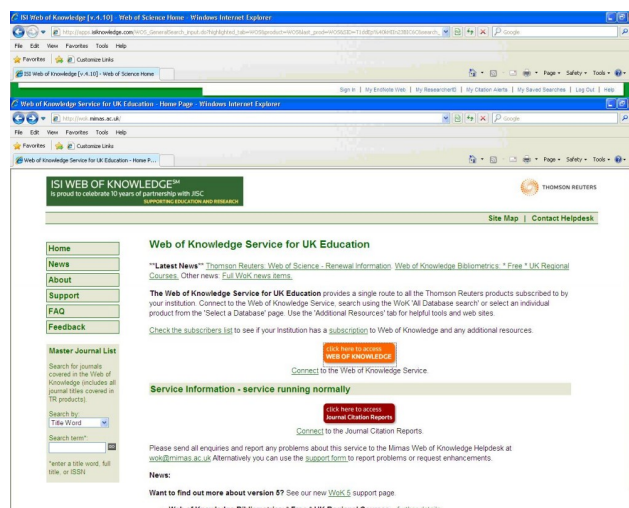 ISI Web of Knowledge [v.4.10] - Web of Science Home - Windows Internet Explorer
Google
File Edit View Favorites Tools Help
Favorites Customize Links
ISI Web of Knowledge [v.4.10] - Web of Science Home
Page Safety Tools
Sign In | My EndNote Web | My ResearcherID | My Citation Alerts | My Saved Searches | Log Out | Help
Web of Knowledge Service for UK Education - Home Page - Windows Internet Explorer
http://wok.mimas.ac.uk/ Google
File Edit View Favorites Tools Help
Favorites Customize Links
Web of Knowledge Service for UK Education - Home P...
Page Safety Tools
ISI WEB OF KNOWLEDGE℠
is proud to celebrate 10 years of partnership with JISC
SUPPORTING EDUCATION AND RESEARCH
THOMSON REUTERS
Site Map | Contact Helpdesk
Home
News
About
Support
FAQ
Feedback
Master Journal List
Search for journals
covered in the Web of
Knowledge (includes all
journal titles covered in
TR products).
Search by:
Title Word
Search term*:
*enter a title word, full
title, or ISSN
Web of Knowledge Service for UK Education
**Latest News** Thomson Reuters: Web of Science - Renewal Information. Web of Knowledge Bibliometrics: * Free * UK Regional
Courses. Other news: Full WoK news items.
The Web of Knowledge Service for UK Education provides a single route to all the Thomson Reuters products subscribed to by
your institution. Connect to the Web of Knowledge Service, search using the WoK 'All Database search' or select an individual
product from the 'Select a Database' page. Use the 'Additional Resources' tab for helpful tools and web sites.
Check the subscribers list to see if your Institution has a subscription to Web of Knowledge and any additional resources.
click here to access
WEB OF KNOWLEDGE
Connect to the Web of Knowledge Service.
Service Information - service running normally
click here to access
Journal Citation Reports
Connect to the Journal Citation Reports.
Please send all enquiries and report any problems about this service to the Mimas Web of Knowledge Helpdesk at
wok@mimas.ac.uk Alternatively you can use the support form to report problems or request enhancements.
News:
Want to find out more about version 5? See our new WoK 5 support page.